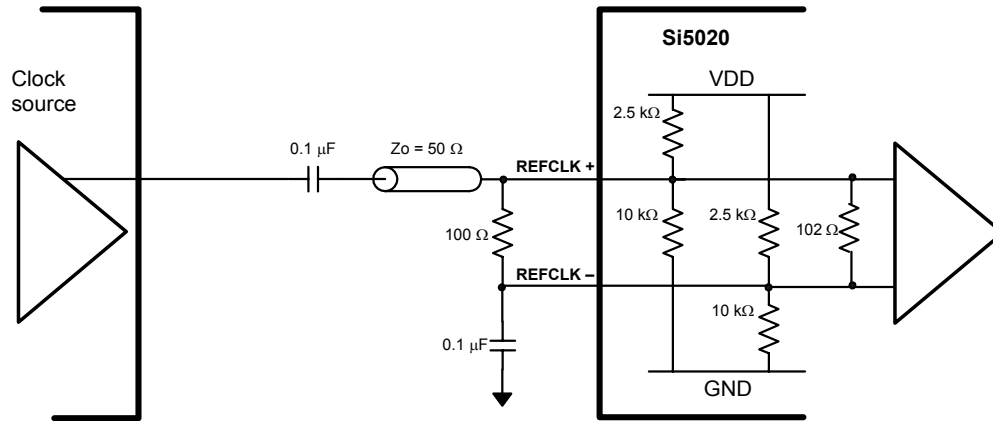 Si5020
Clock
source
VDD
2.5 kΩ
0.1 μF
Zo = 50 Ω
REFCLK +
100 Ω
10 kΩ
2.5 kΩ
102 Ω
REFCLK –
10 kΩ
0.1 μF
GND